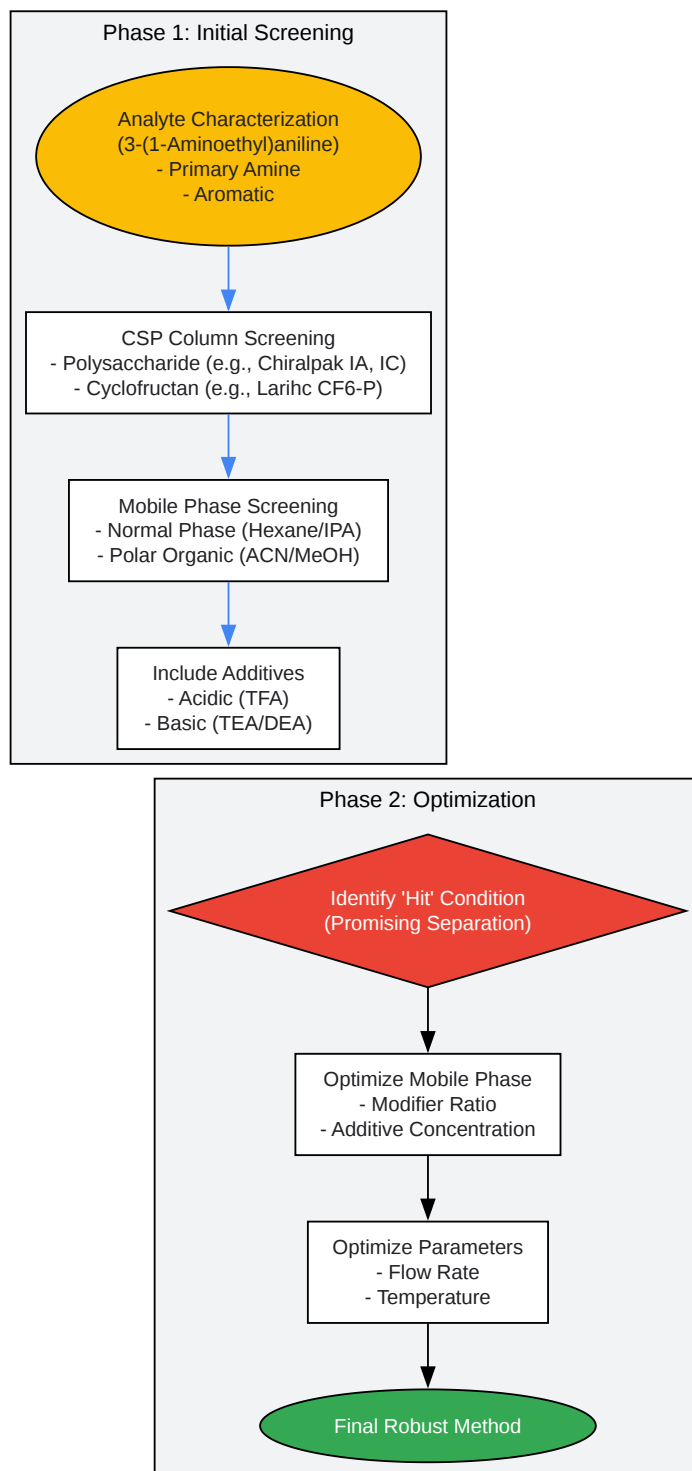 Phase 1: Initial Screening
Analyte Characterization
(3-(1-Aminoethyl)aniline)
- Primary Amine
- Aromatic
CSP Column Screening
- Polysaccharide (e.g., Chiralpak IA, IC)
- Cyclofructan (e.g., Larihc CF6-P)
Mobile Phase Screening
- Normal Phase (Hexane/IPA)
- Polar Organic (ACN/MeOH)
Include Additives
- Acidic (TFA)
- Basic (TEA/DEA)
Phase 2: Optimization
Identify 'Hit' Condition
(Promising Separation)
Optimize Mobile Phase
- Modifier Ratio
- Additive Concentration
Optimize Parameters
- Flow Rate
- Temperature
Final Robust Method